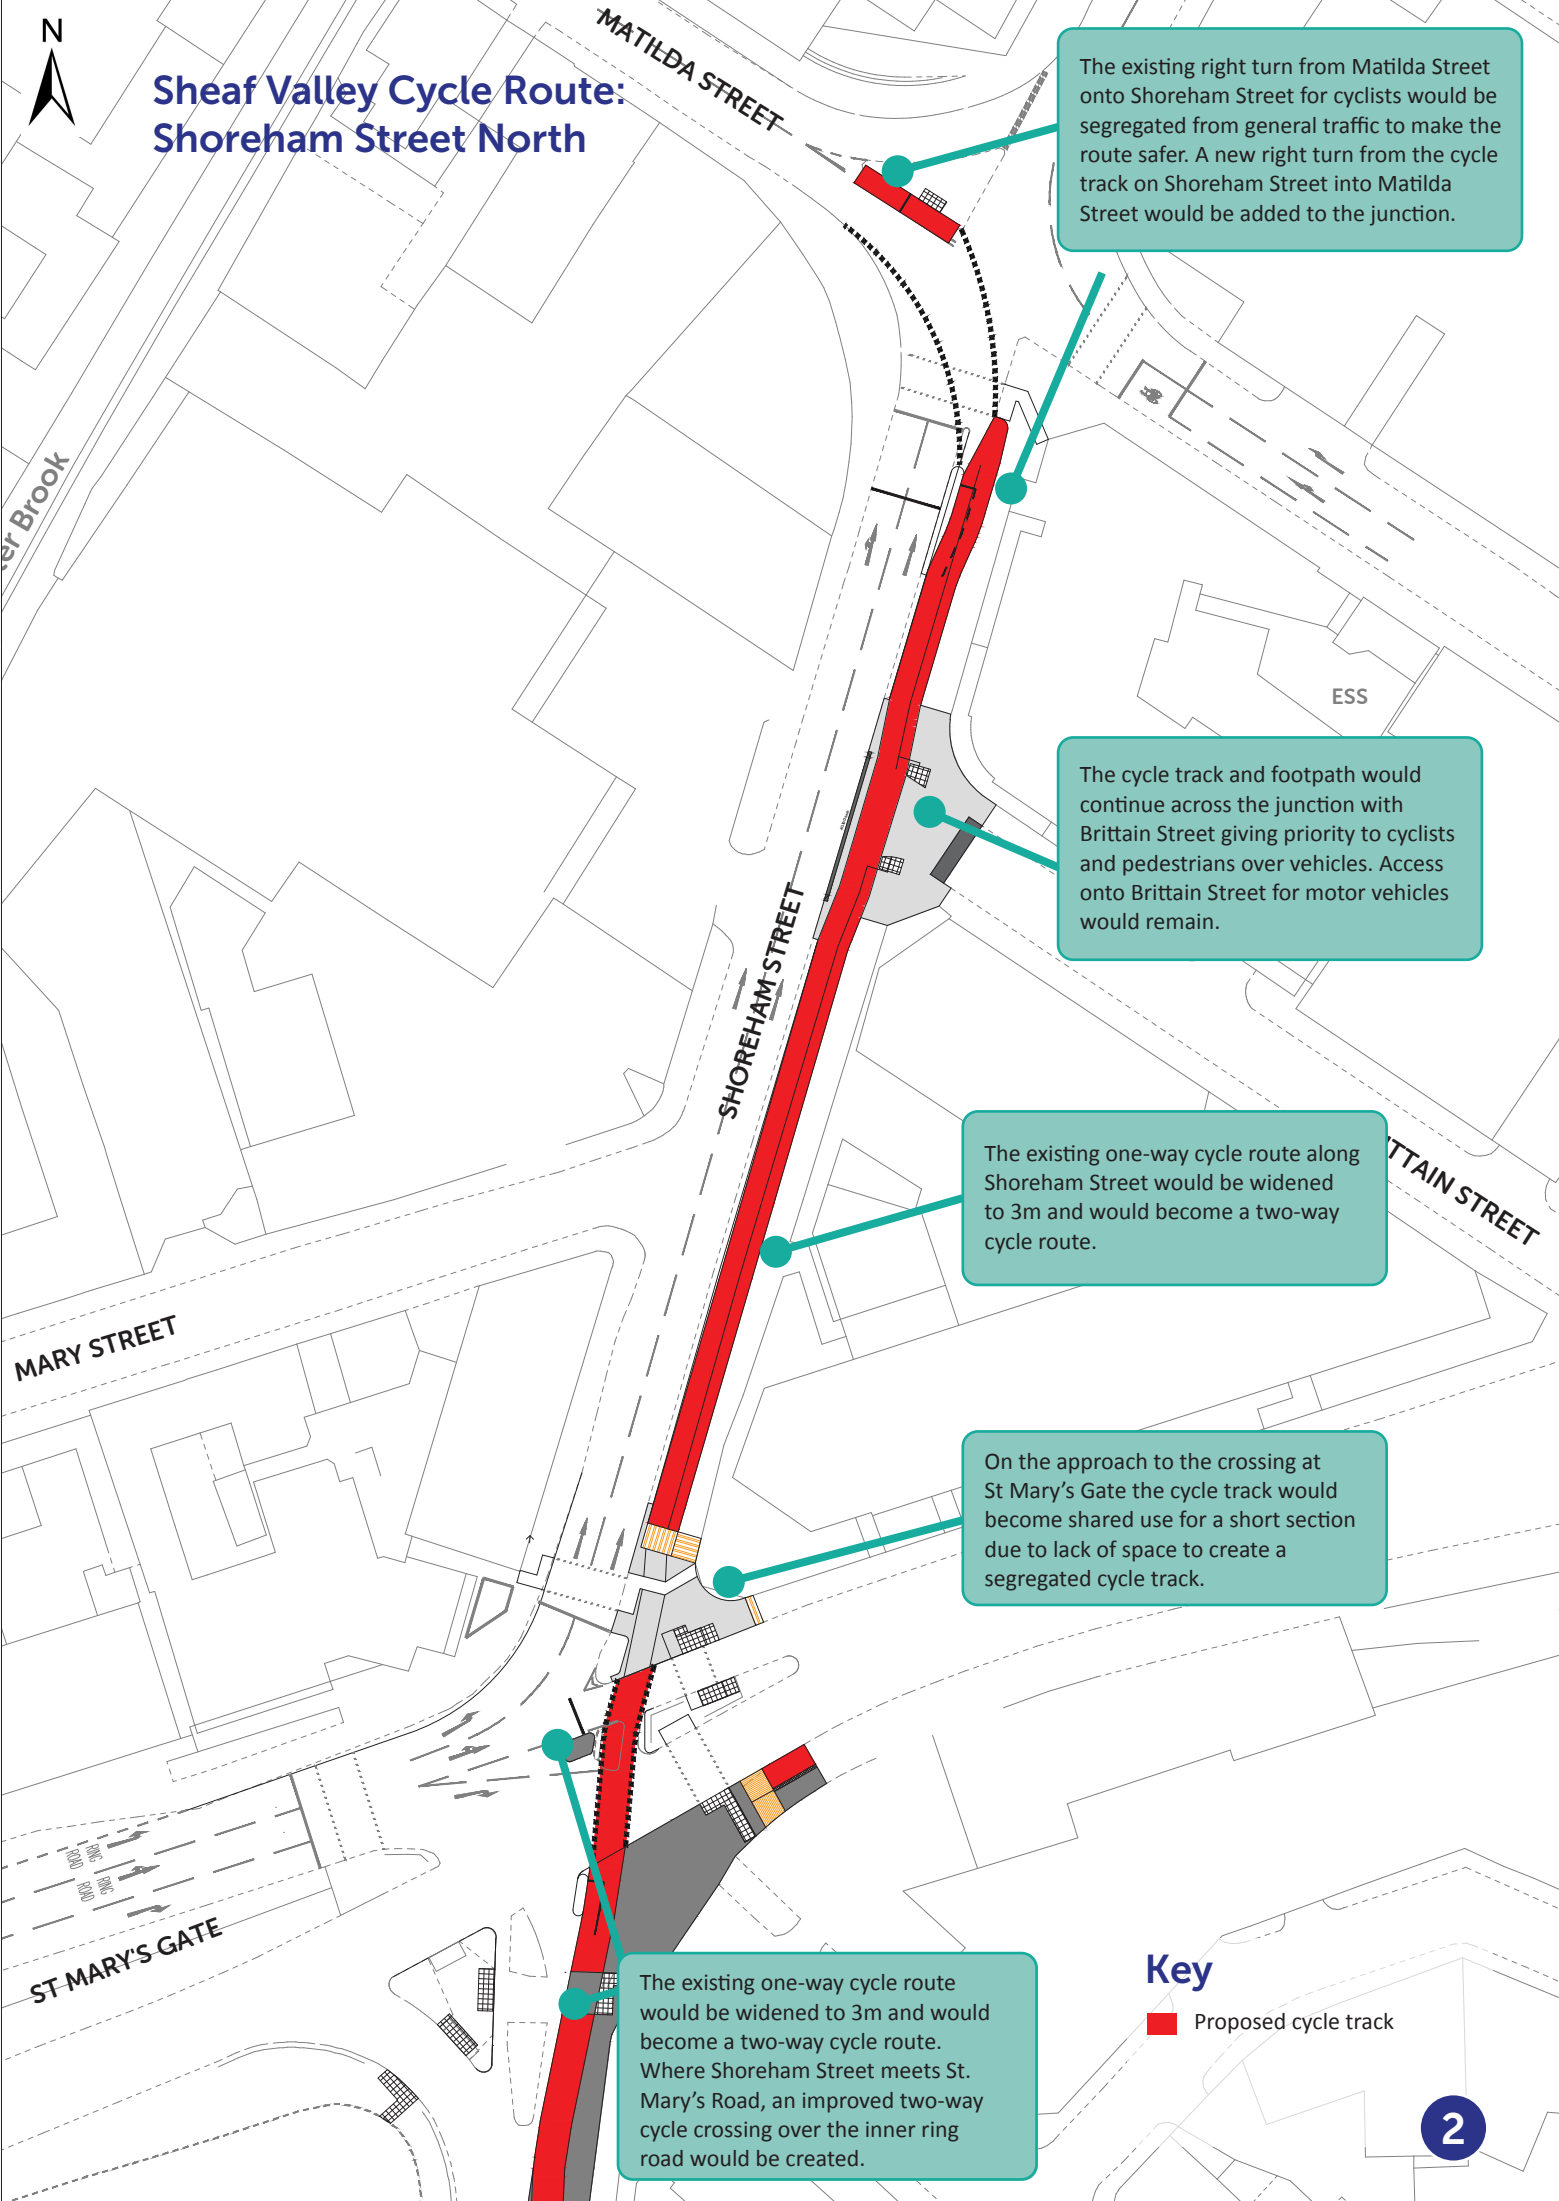 N
Sheaf Valley Cycle Route:
Shoreham Street North
MATILDA STREET
The existing right turn from Matilda Street
onto Shoreham Street for cyclists would be
segregated from general traffic to make the
route safer. A new right turn from the cycle
track on Shoreham Street into Matilda
Street would be added to the junction.
er Brook
ESS
The cycle track and footpath would
continue across the junction with
Brittain Street giving priority to cyclists
and pedestrians over vehicles. Access
onto Brittain Street for motor vehicles
would remain.
SHOREHAM STREET
The existing one-way cycle route along
Shoreham Street would be widened
to 3m and would become a two-way
cycle route.
TTAIN STREET
MARY STREET
On the approach to the crossing at
St Mary's Gate the cycle track would
become shared use for a short section
due to lack of space to create a
segregated cycle track.
RING
ROAD
RING
ROAD
ST MARY'S GATE
The existing one-way cycle route
would be widened to 3m and would
become a two-way cycle route.
Where Shoreham Street meets St.
Mary's Road, an improved two-way
cycle crossing over the inner ring
road would be created.
Key
Proposed cycle track
2